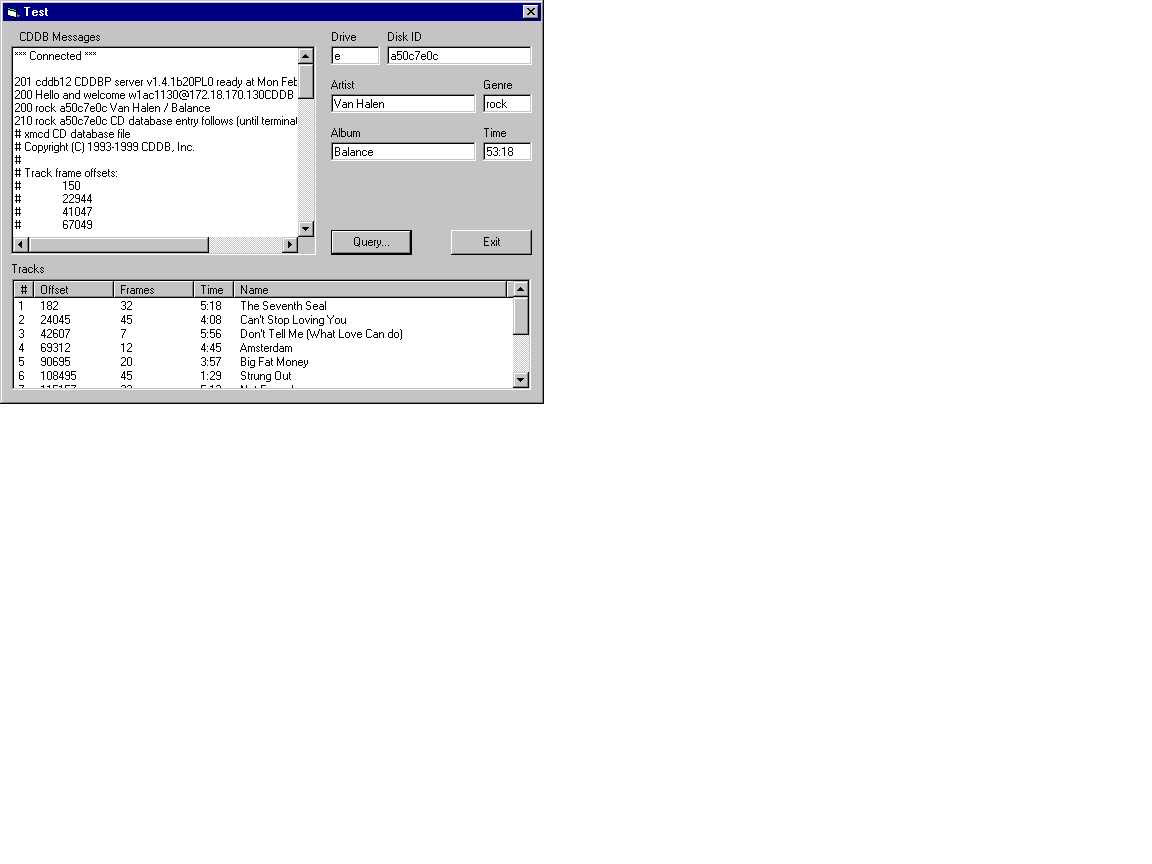 Test
CDDB Messages
*** Connected ***
201 cddb12 CDDBP server v1.4.1b20PL0 ready at Mon Feb
200 Hello and welcome w1ac1130@172.18.170.130CDDB
200 rock a50c7e0c Van Halen / Balance
210 rock a50c7e0c CD database entry follows (until
# xmcd CD database file
# Copyright (C) 1993-1999 CDDB, Inc.
#
# Track frame offsets:
# 150
# 22944
# 41047
# 67049
Drive Disk ID
e a50c7e0c
Artist Genre
Van Halen rock
Album Time
Balance 53:18
Query... Exit
Tracks
# Offset Frames Time Name
1 182 32 5:18 The Seventh Seal
2 24045 45 4:08 Can't Stop Loving You
3 42607 7 5:56 Don't Tell Me (What Love Can do)
4 69312 12 4:45 Amsterdam
5 90695 20 3:57 Big Fat Money
6 108495 45 1:29 Strung Out